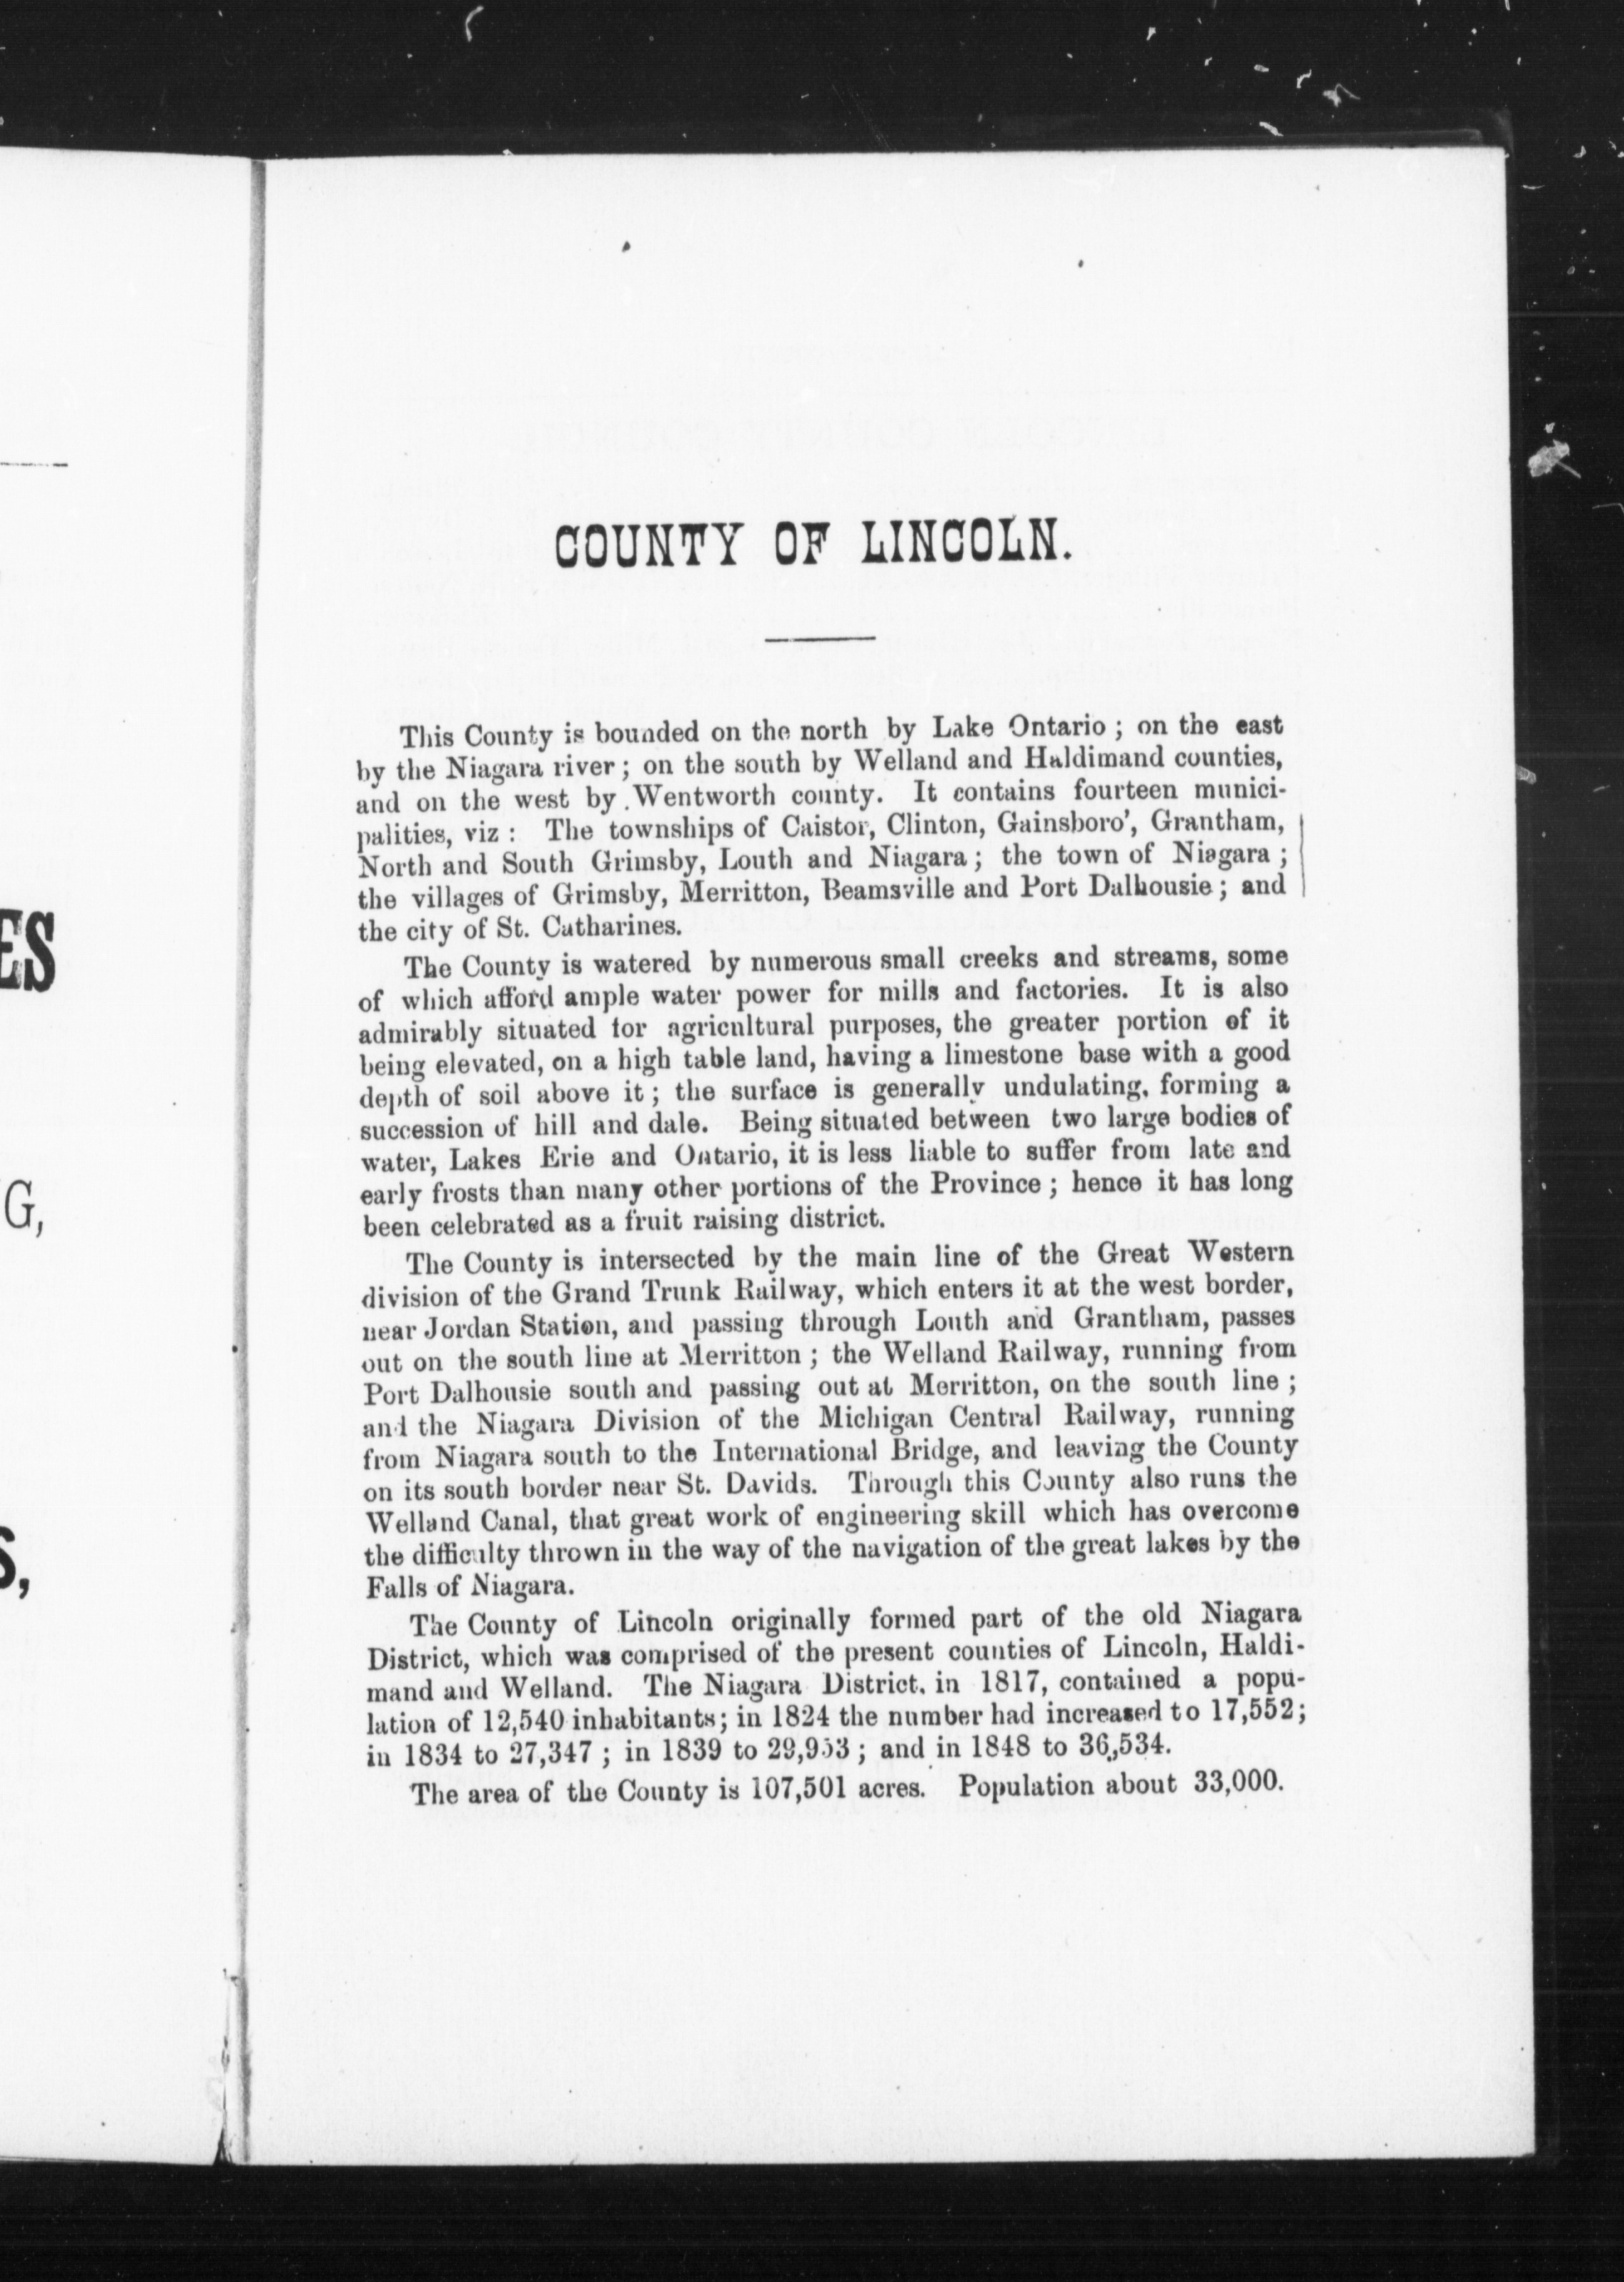 ES
G,
S,
COUNTY OF LINCOLN.
This County is bounded on the north by Lake Ontario ; on the east
by the Niagara river ; on the south by Welland and Haldimand counties,
and on the west by Wentworth county. It contains fourteen munici-
palities, viz : The townships of Caistor, Clinton, Gainsboro', Grantham,
North and South Grimsby, Louth and Niagara ; the town of Niagara ;
the villages of Grimsby, Merritton, Beamsville and Port Dalhousie ; and
the city of St. Catharines.
The County is watered by numerous small creeks and streams, some
of which afford ample water power for mills and factories. It is also
admirably situated for agricultural purposes, the greater portion of it
being elevated, on a high table land, having a limestone base with a good
depth of soil above it ; the surface is generally undulating, forming a
succession of hill and dale. Being situated between two large bodies of
water, Lakes Erie and Ontario, it is less liable to suffer from late and
early frosts than many other portions of the Province ; hence it has long
been celebrated as a fruit raising district.
The County is intersected by the main line of the Great Western
division of the Grand Trunk Railway, which enters it at the west border,
near Jordan Station, and passing through Louth and Grantham, passes
out on the south line at Merritton ; the Welland Railway, running from
Port Dalhousie south and passing out at Merritton, on the south line ;
and the Niagara Division of the Michigan Central Railway, running
from Niagara south to the International Bridge, and leaving the County
on its south border near St. Davids. Through this County also runs the
Welland Canal, that great work of engineering skill which has overcome
the difficulty thrown in the way of the navigation of the great lakes by the
Falls of Niagara.
The County of Lincoln originally formed part of the old Niagara
District, which was comprised of the present counties of Lincoln, Haldi-
mand and Welland. The Niagara District, in 1817, contained a popu-
lation of 12,540 inhabitants; in 1824 the number had increased to 17,552;
in 1834 to 27,347 ; in 1839 to 29,953 ; and in 1848 to 36,534.
The area of the County is 107,501 acres. Population about 33,000.